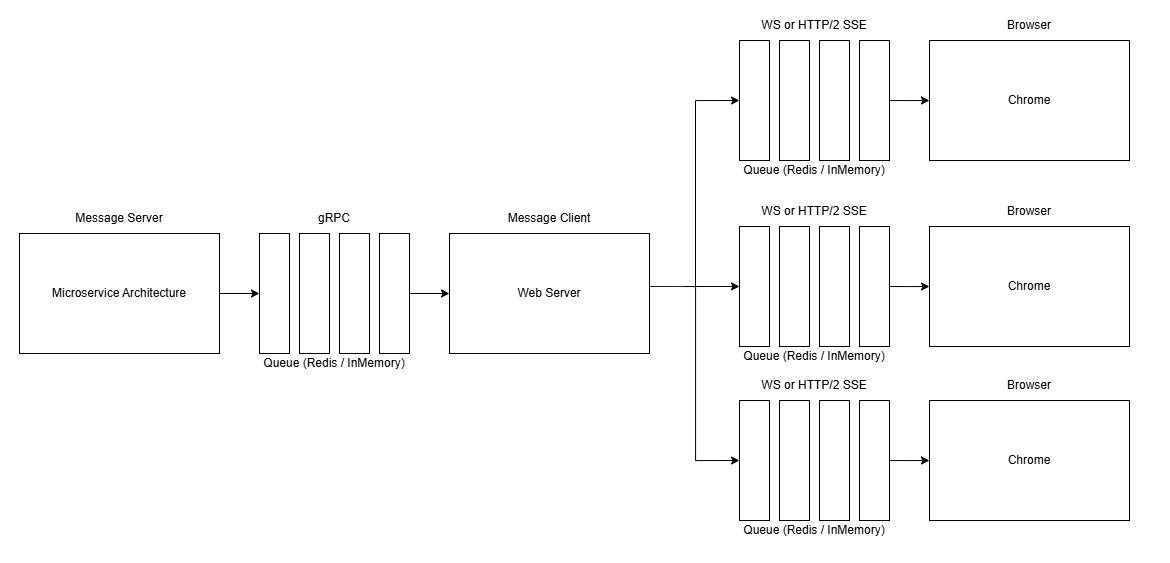 WS or HTTP/2 SSE
Browser
Chrome
Queue (Redis / InMemory)
Message Server
gRPC
Message Client
WS or HTTP/2 SSE
Browser
Microservice Architecture
Web Server
Chrome
Queue (Redis / InMemory)
Queue (Redis / InMemory)
WS or HTTP/2 SSE
Browser
Chrome
Queue (Redis / InMemory)